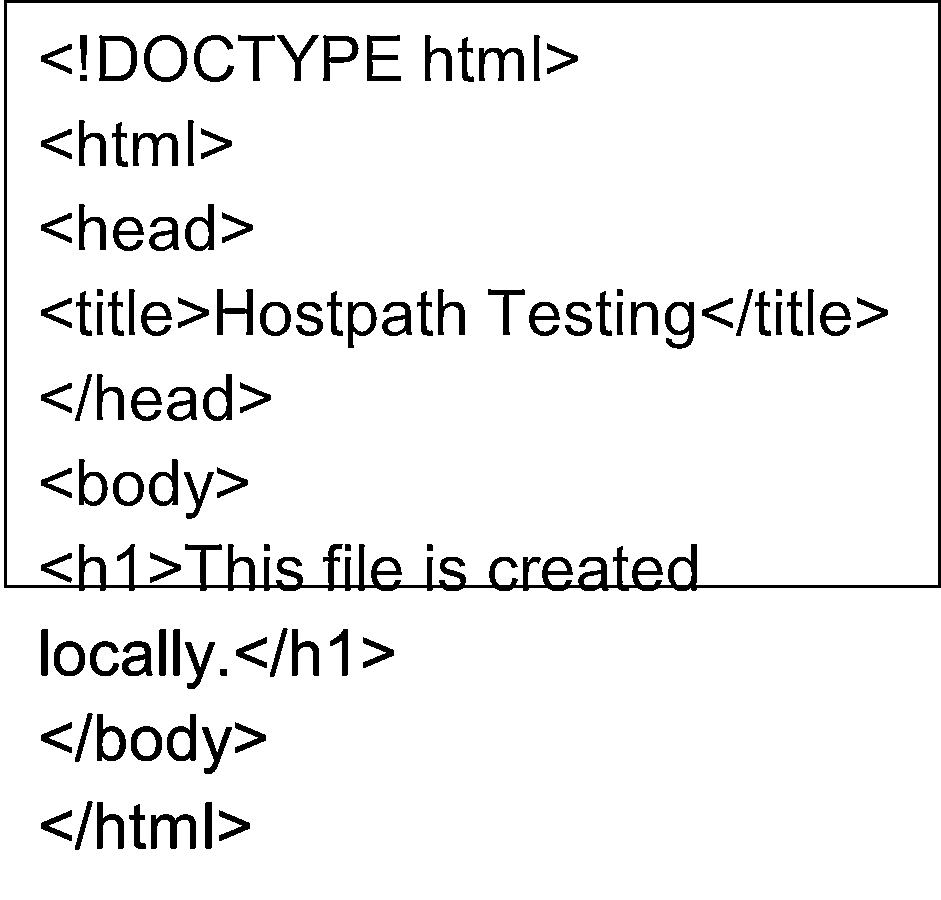 <!DOCTYPE html>
<html>
<head>
<title>Hostpath Testing</title>
</head>
<body>
<h1>This file is created
locally.</h1>
</body>
</html>